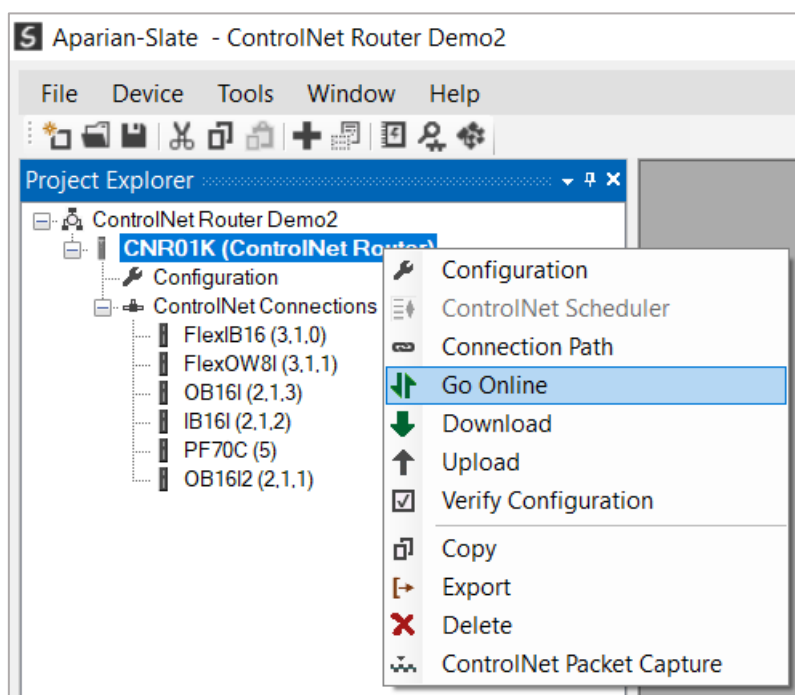 S Aparian-Slate - ControlNet Router Demo2
File Device Tools Window Help
Project Explorer
ControlNet Router Demo2
CNR01K (ControlNet Router)
Configuration
ControlNet Connections
FlexIB16 (3,1,0)
FlexOW8I (3,1,1)
OB16I (2,1,3)
IB16I (2,1,2)
PF70C (5)
OB16I2 (2,1,1)
Configuration
ControlNet Scheduler
Connection Path
Go Online
Download
Upload
Verify Configuration
Copy
Export
Delete
ControlNet Packet Capture